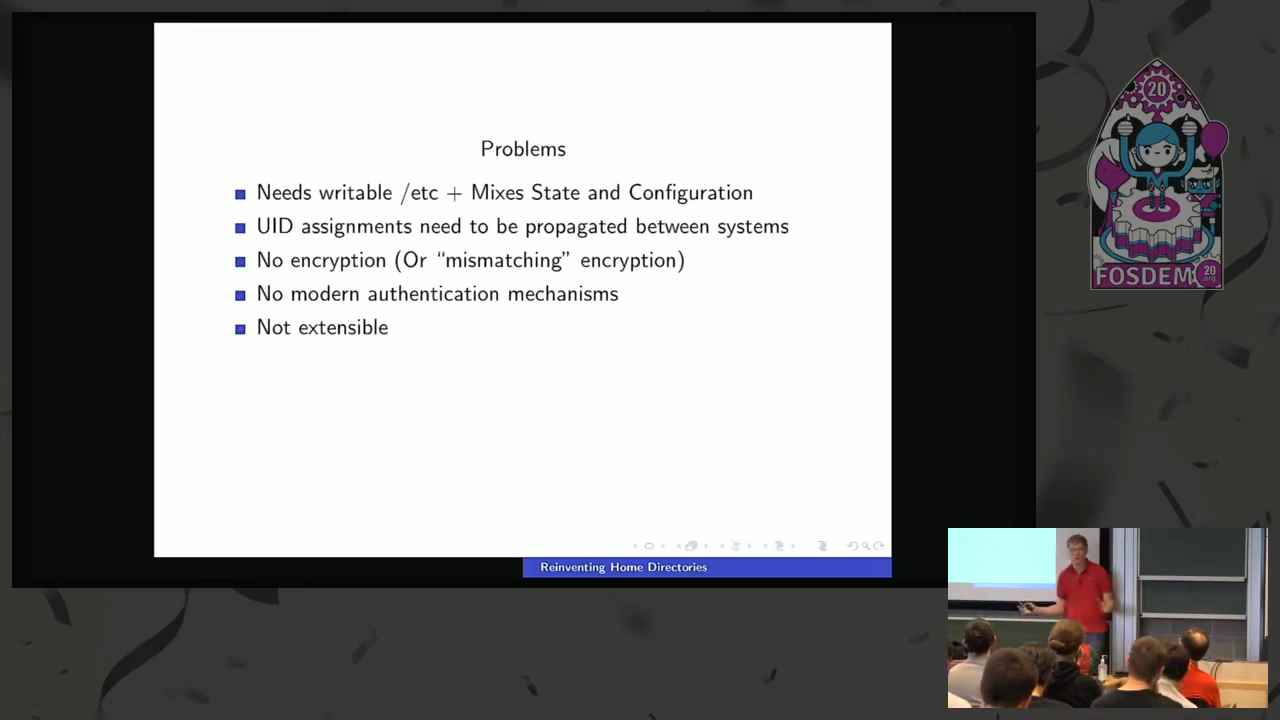 Problems
Needs writable /etc + Mixes State and Configuration
UID assignments need to be propagated between systems
No encryption (Or “mismatching” encryption)
No modern authentication mechanisms
Not extensible
Reinventing Home Directories
20
FOSDEM
20
.org